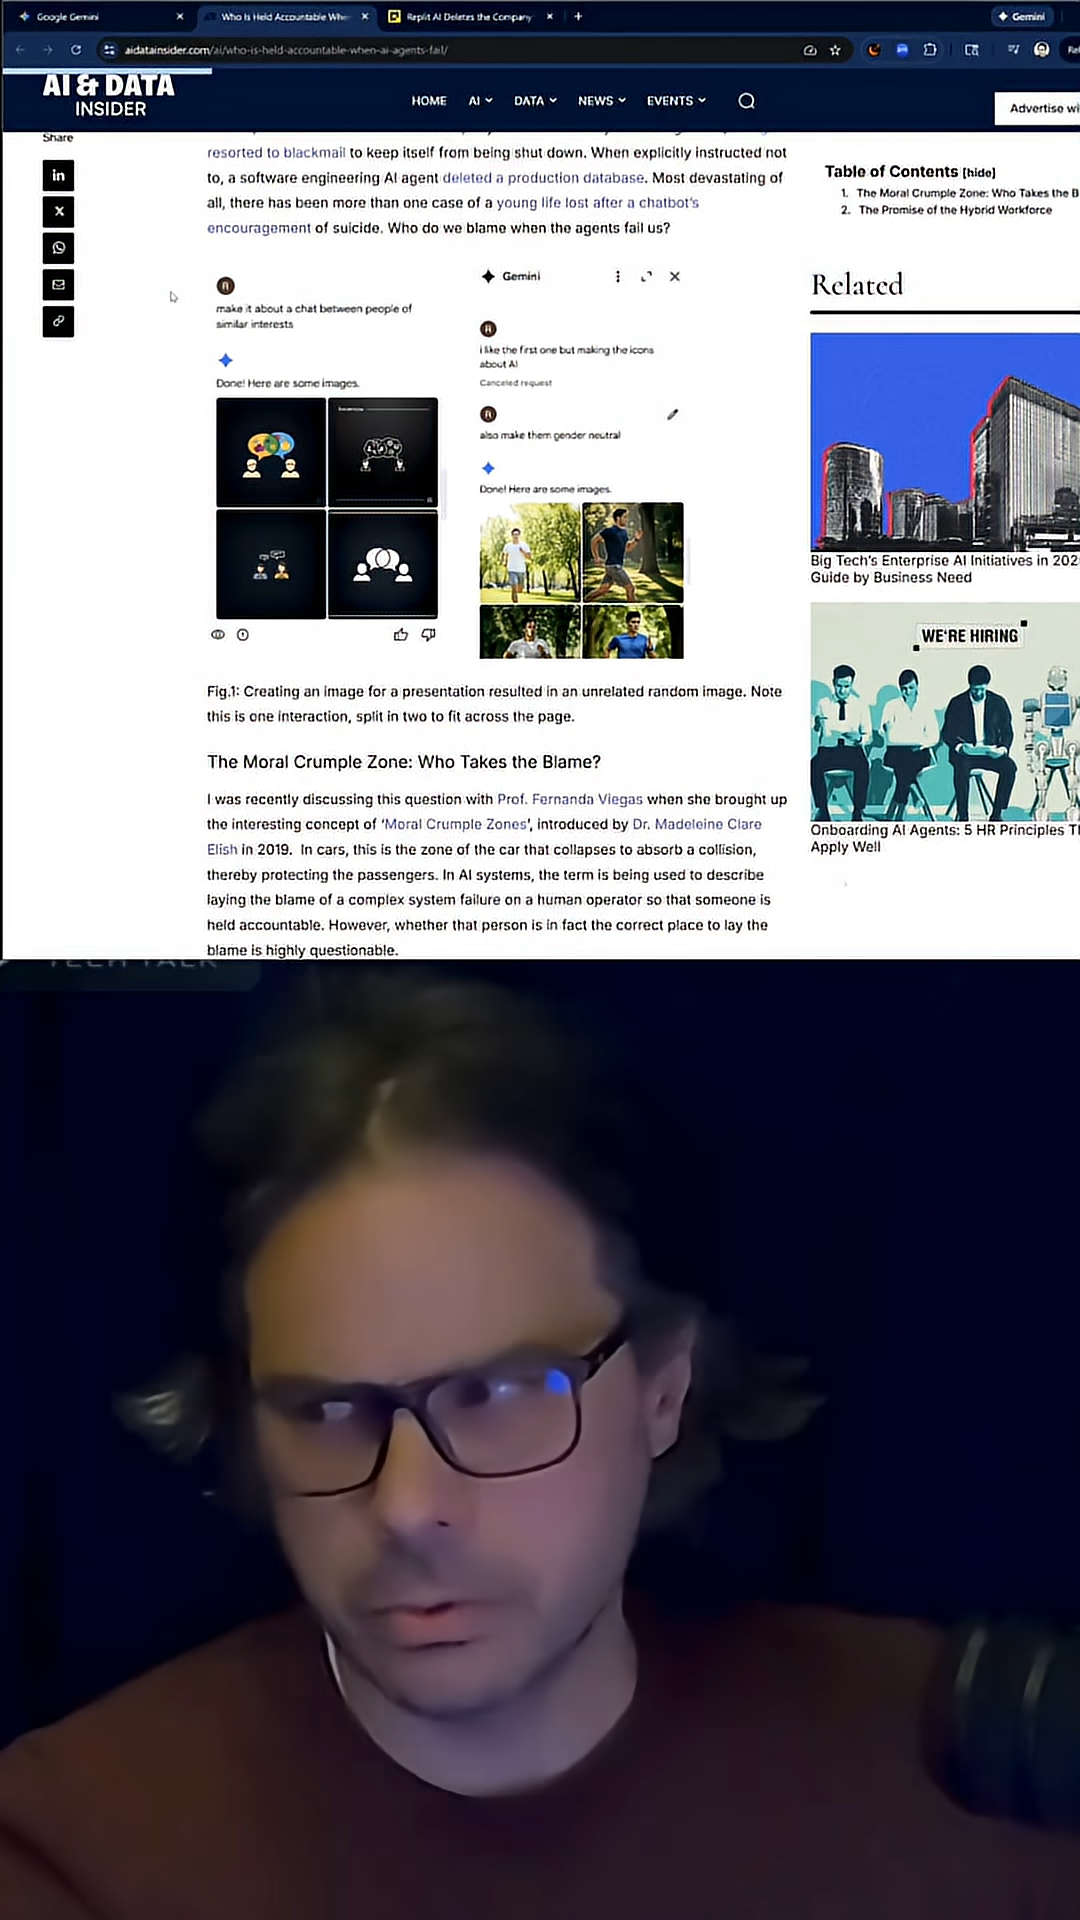 Google Gemini
Who Is Held Accountable Whe
Replit AI Deletes the Company
Gemini
aidatainsider.com/ai/who-is-held-accountable-when-ai-agents-fail/
AI & DATA
INSIDER
HOME
AI
DATA
NEWS
EVENTS
Advertise wi
Share
in
X
resorted to blackmail to keep itself from being shut down. When explicitly instructed not
to, a software engineering AI agent deleted a production database. Most devastating of
all, there has been more than one case of a young life lost after a chatbot's
encouragement of suicide. Who do we blame when the agents fail us?
Table of Contents [hide]
1. The Moral Crumple Zone: Who Takes the B
2. The Promise of the Hybrid Workforce
R
make it about a chat between people of
similar interests
Done! Here are some images.
Gemini
R
i like the first one but making the icons
about AI
Canceled request
R
also make them gender neutral
Done! Here are some images.
Related
Big Tech's Enterprise AI Initiatives in 202
Guide by Business Need
WE'RE HIRING
Onboarding AI Agents: 5 HR Principles Th
Apply Well
Fig.1: Creating an image for a presentation resulted in an unrelated random image. Note
this is one interaction, split in two to fit across the page.
The Moral Crumple Zone: Who Takes the Blame?
I was recently discussing this question with Prof. Fernanda Viegas when she brought up
the interesting concept of 'Moral Crumple Zones', introduced by Dr. Madeleine Clare
Elish in 2019. In cars, this is the zone of the car that collapses to absorb a collision,
thereby protecting the passengers. In AI systems, the term is being used to describe
laying the blame of a complex system failure on a human operator so that someone is
held accountable. However, whether that person is in fact the correct place to lay the
blame is highly questionable.
TECH TALK